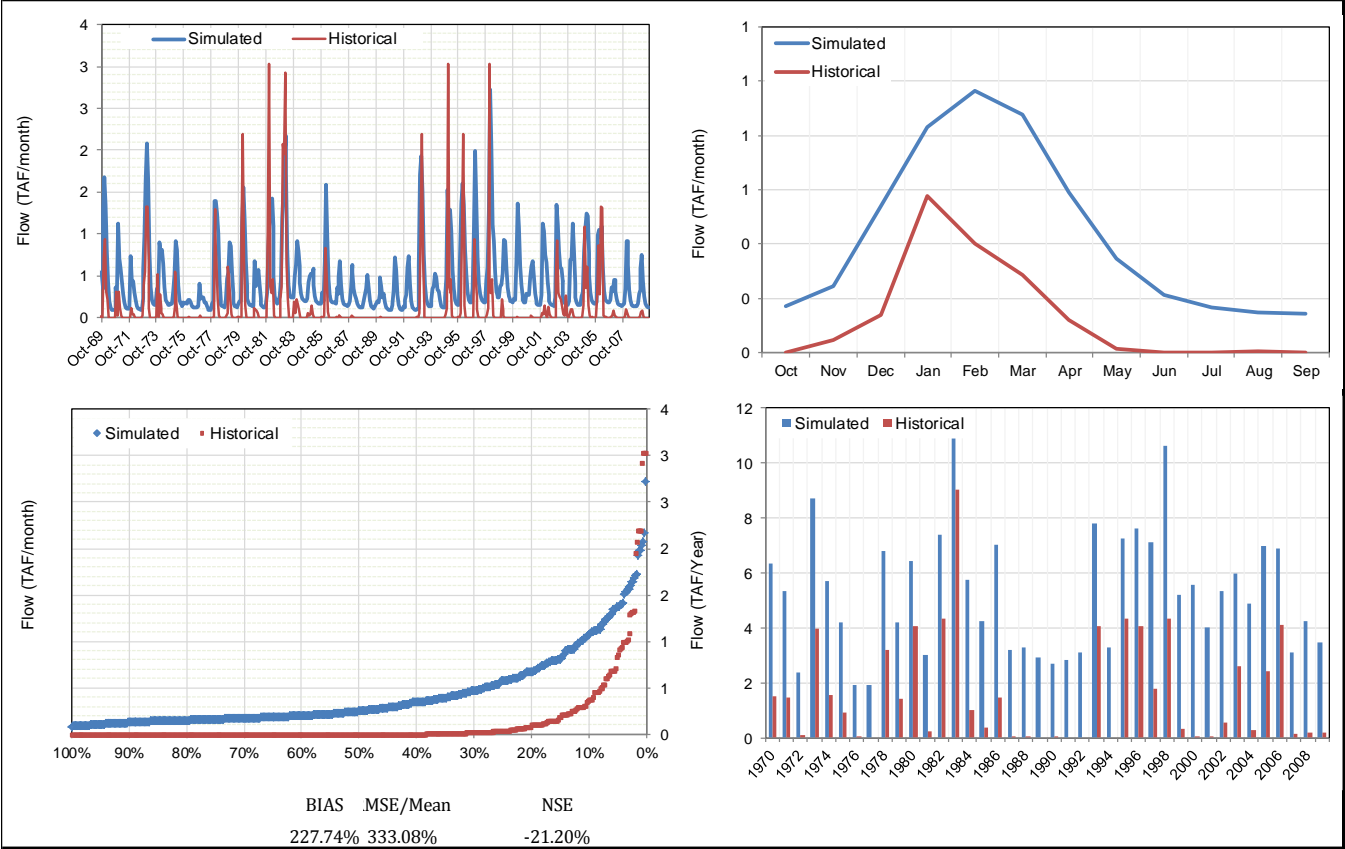 Simulated
Historical
Flow (TAF/month)
4
3
3
2
2
1
1
0
Oct-69
Oct-71
Oct-73
Oct-75
Oct-77
Oct-79
Oct-81
Oct-83
Oct-85
Oct-87
Oct-89
Oct-91
Oct-93
Oct-95
Oct-97
Oct-99
Oct-01
Oct-03
Oct-05
Oct-07
Simulated
Historical
Flow (TAF/month)
1
1
1
1
0
0
0
Oct Nov Dec Jan Feb Mar Apr May Jun Jul Aug Sep
Simulated
Historical
Flow (TAF/month)
4
3
3
2
2
1
1
0
100% 90% 80% 70% 60% 50% 40% 30% 20% 10% 0%
Simulated
Historical
Flow (TAF/Year)
12
10
8
6
4
2
0
1970
1972
1974
1976
1978
1980
1982
1984
1986
1988
1990
1992
1994
1996
1998
2000
2002
2004
2006
2008
BIAS .MSE/Mean NSE
227.74% 333.08% -21.20%